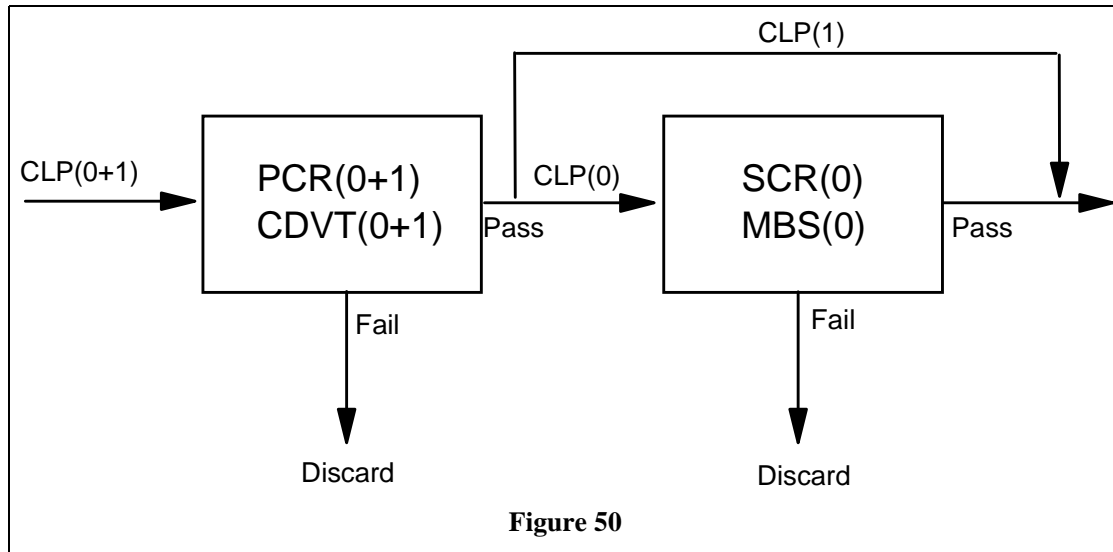 CLP(1)
CLP(0+1)
PCR(0+1)
CDVT(0+1)
CLP(0)
Pass
SCR(0)
MBS(0)
Pass
Fail
Fail
Discard
Discard
Figure 50